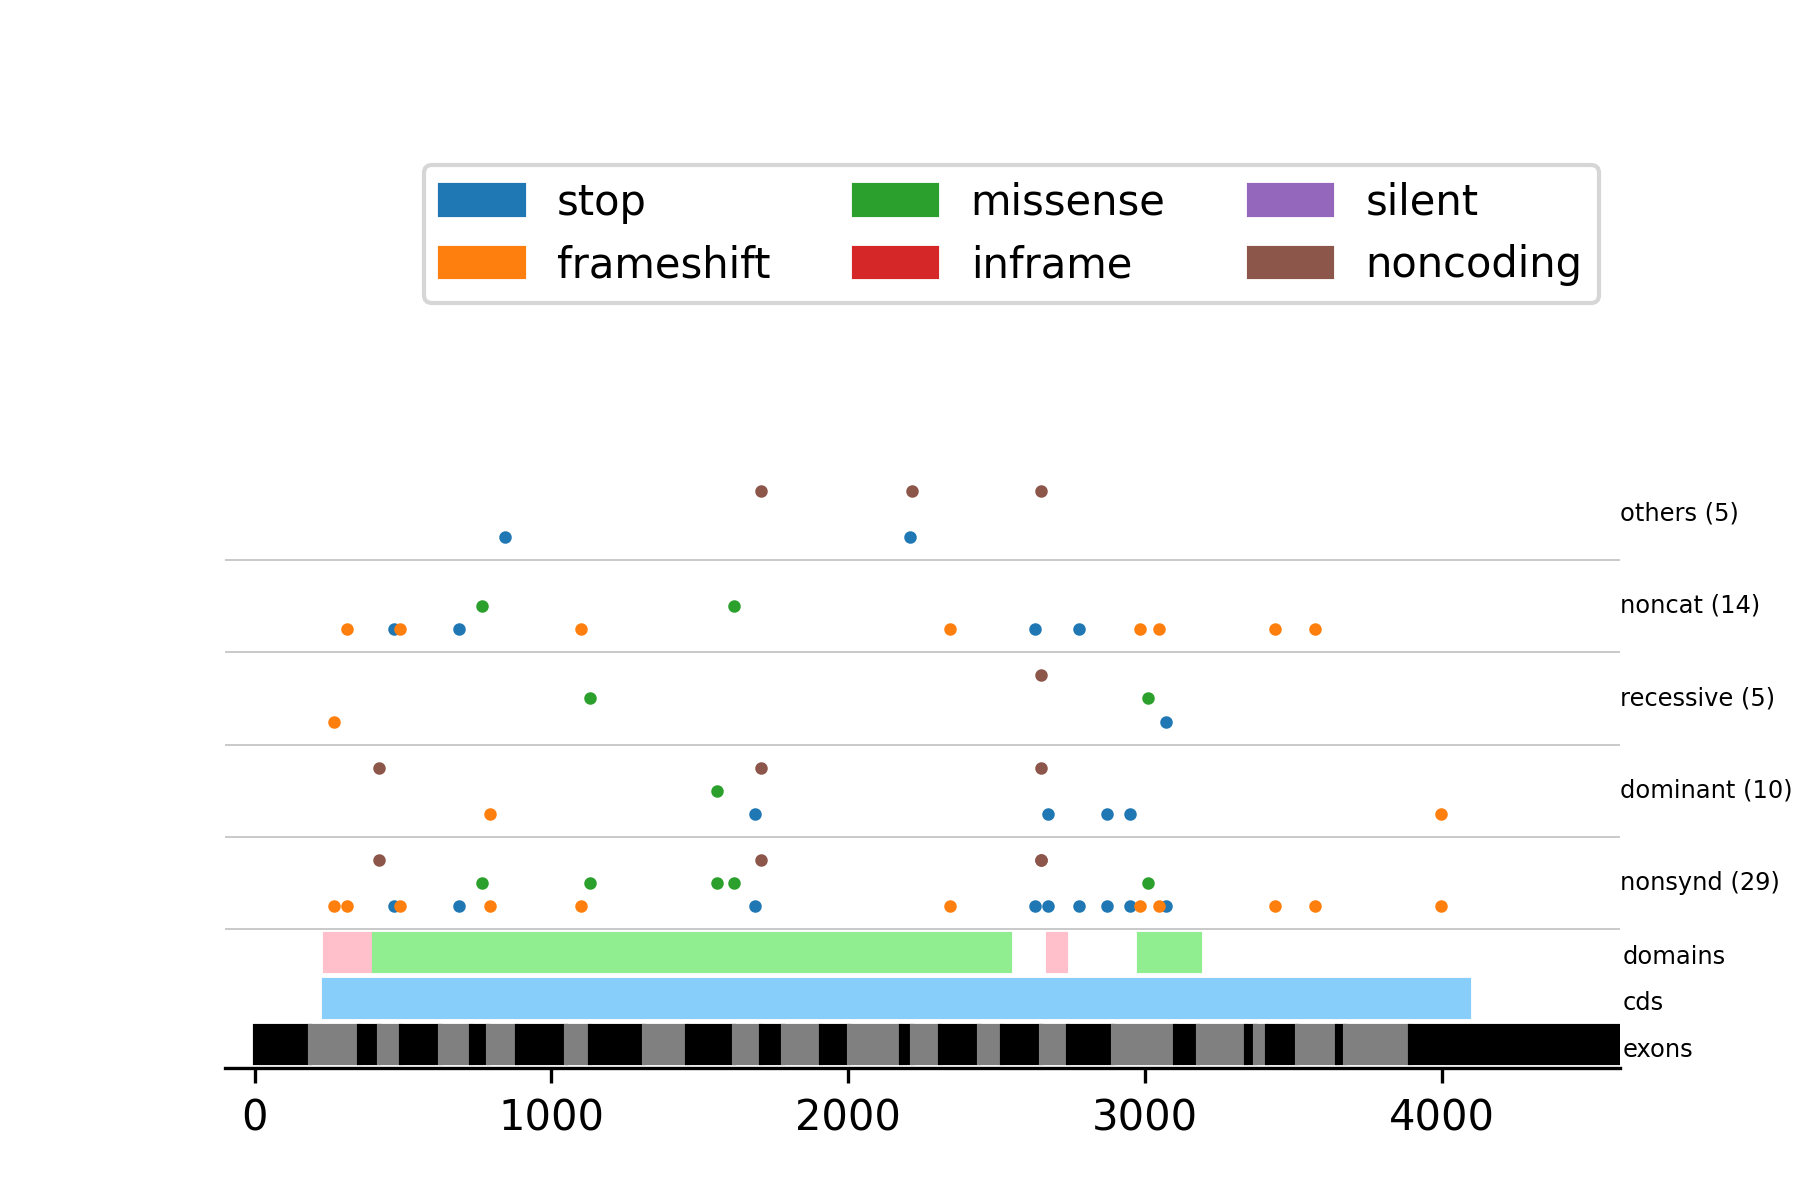 stop missense silent
frameshift inframe noncoding
others (5)
noncat (14)
recessive (5)
dominant (10)
nonsynd (29)
domains
cds
exons
0 1000 2000 3000 4000